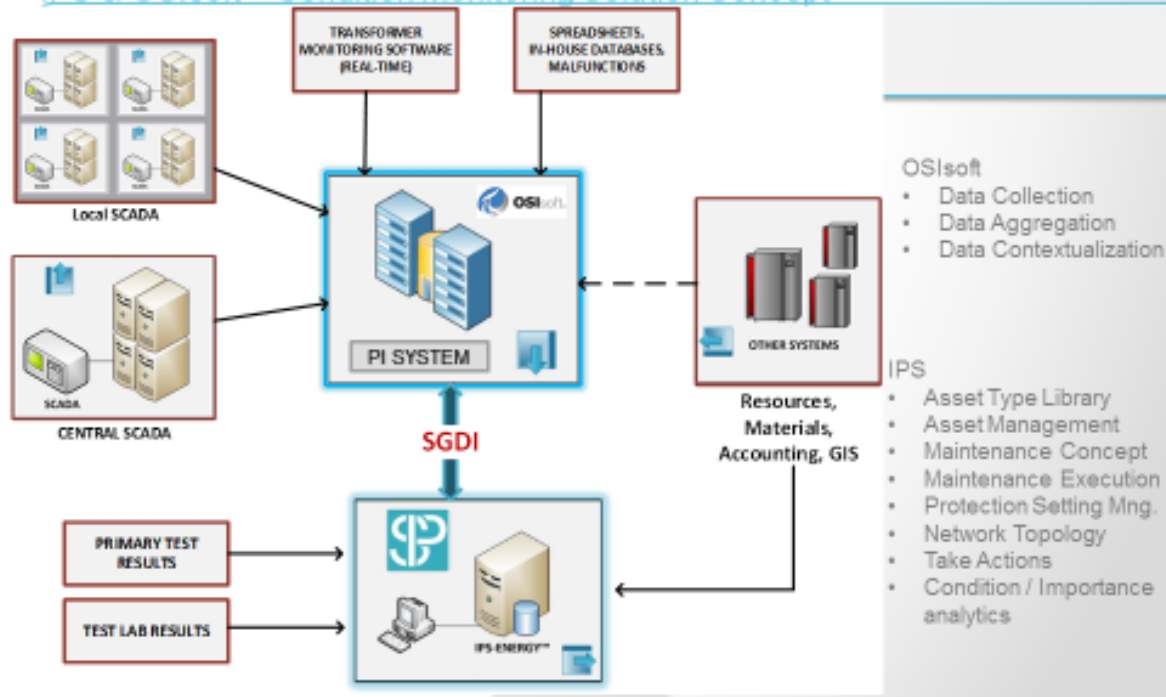 TRANSFORMER
MONITORING SOFTWARE
(REAL-TIME)
SPREADSHEETS,
IN-HOUSE DATABASES,
MALFUNCTIONS
Local SCADA
OSIsoft.
PI SYSTEM
SCADA
CENTRAL SCADA
OTHER SYSTEMS
Resources,
Materials,
Accounting, GIS
SGDI
PRIMARY TEST
RESULTS
TEST LAB RESULTS
IPS-ENERGY™
OSIsoft
• Data Collection
• Data Aggregation
• Data Contextualization
IPS
• Asset Type Library
• Asset Management
• Maintenance Concept
• Maintenance Execution
• Protection Setting Mng.
• Network Topology
• Take Actions
• Condition / Importance
analytics